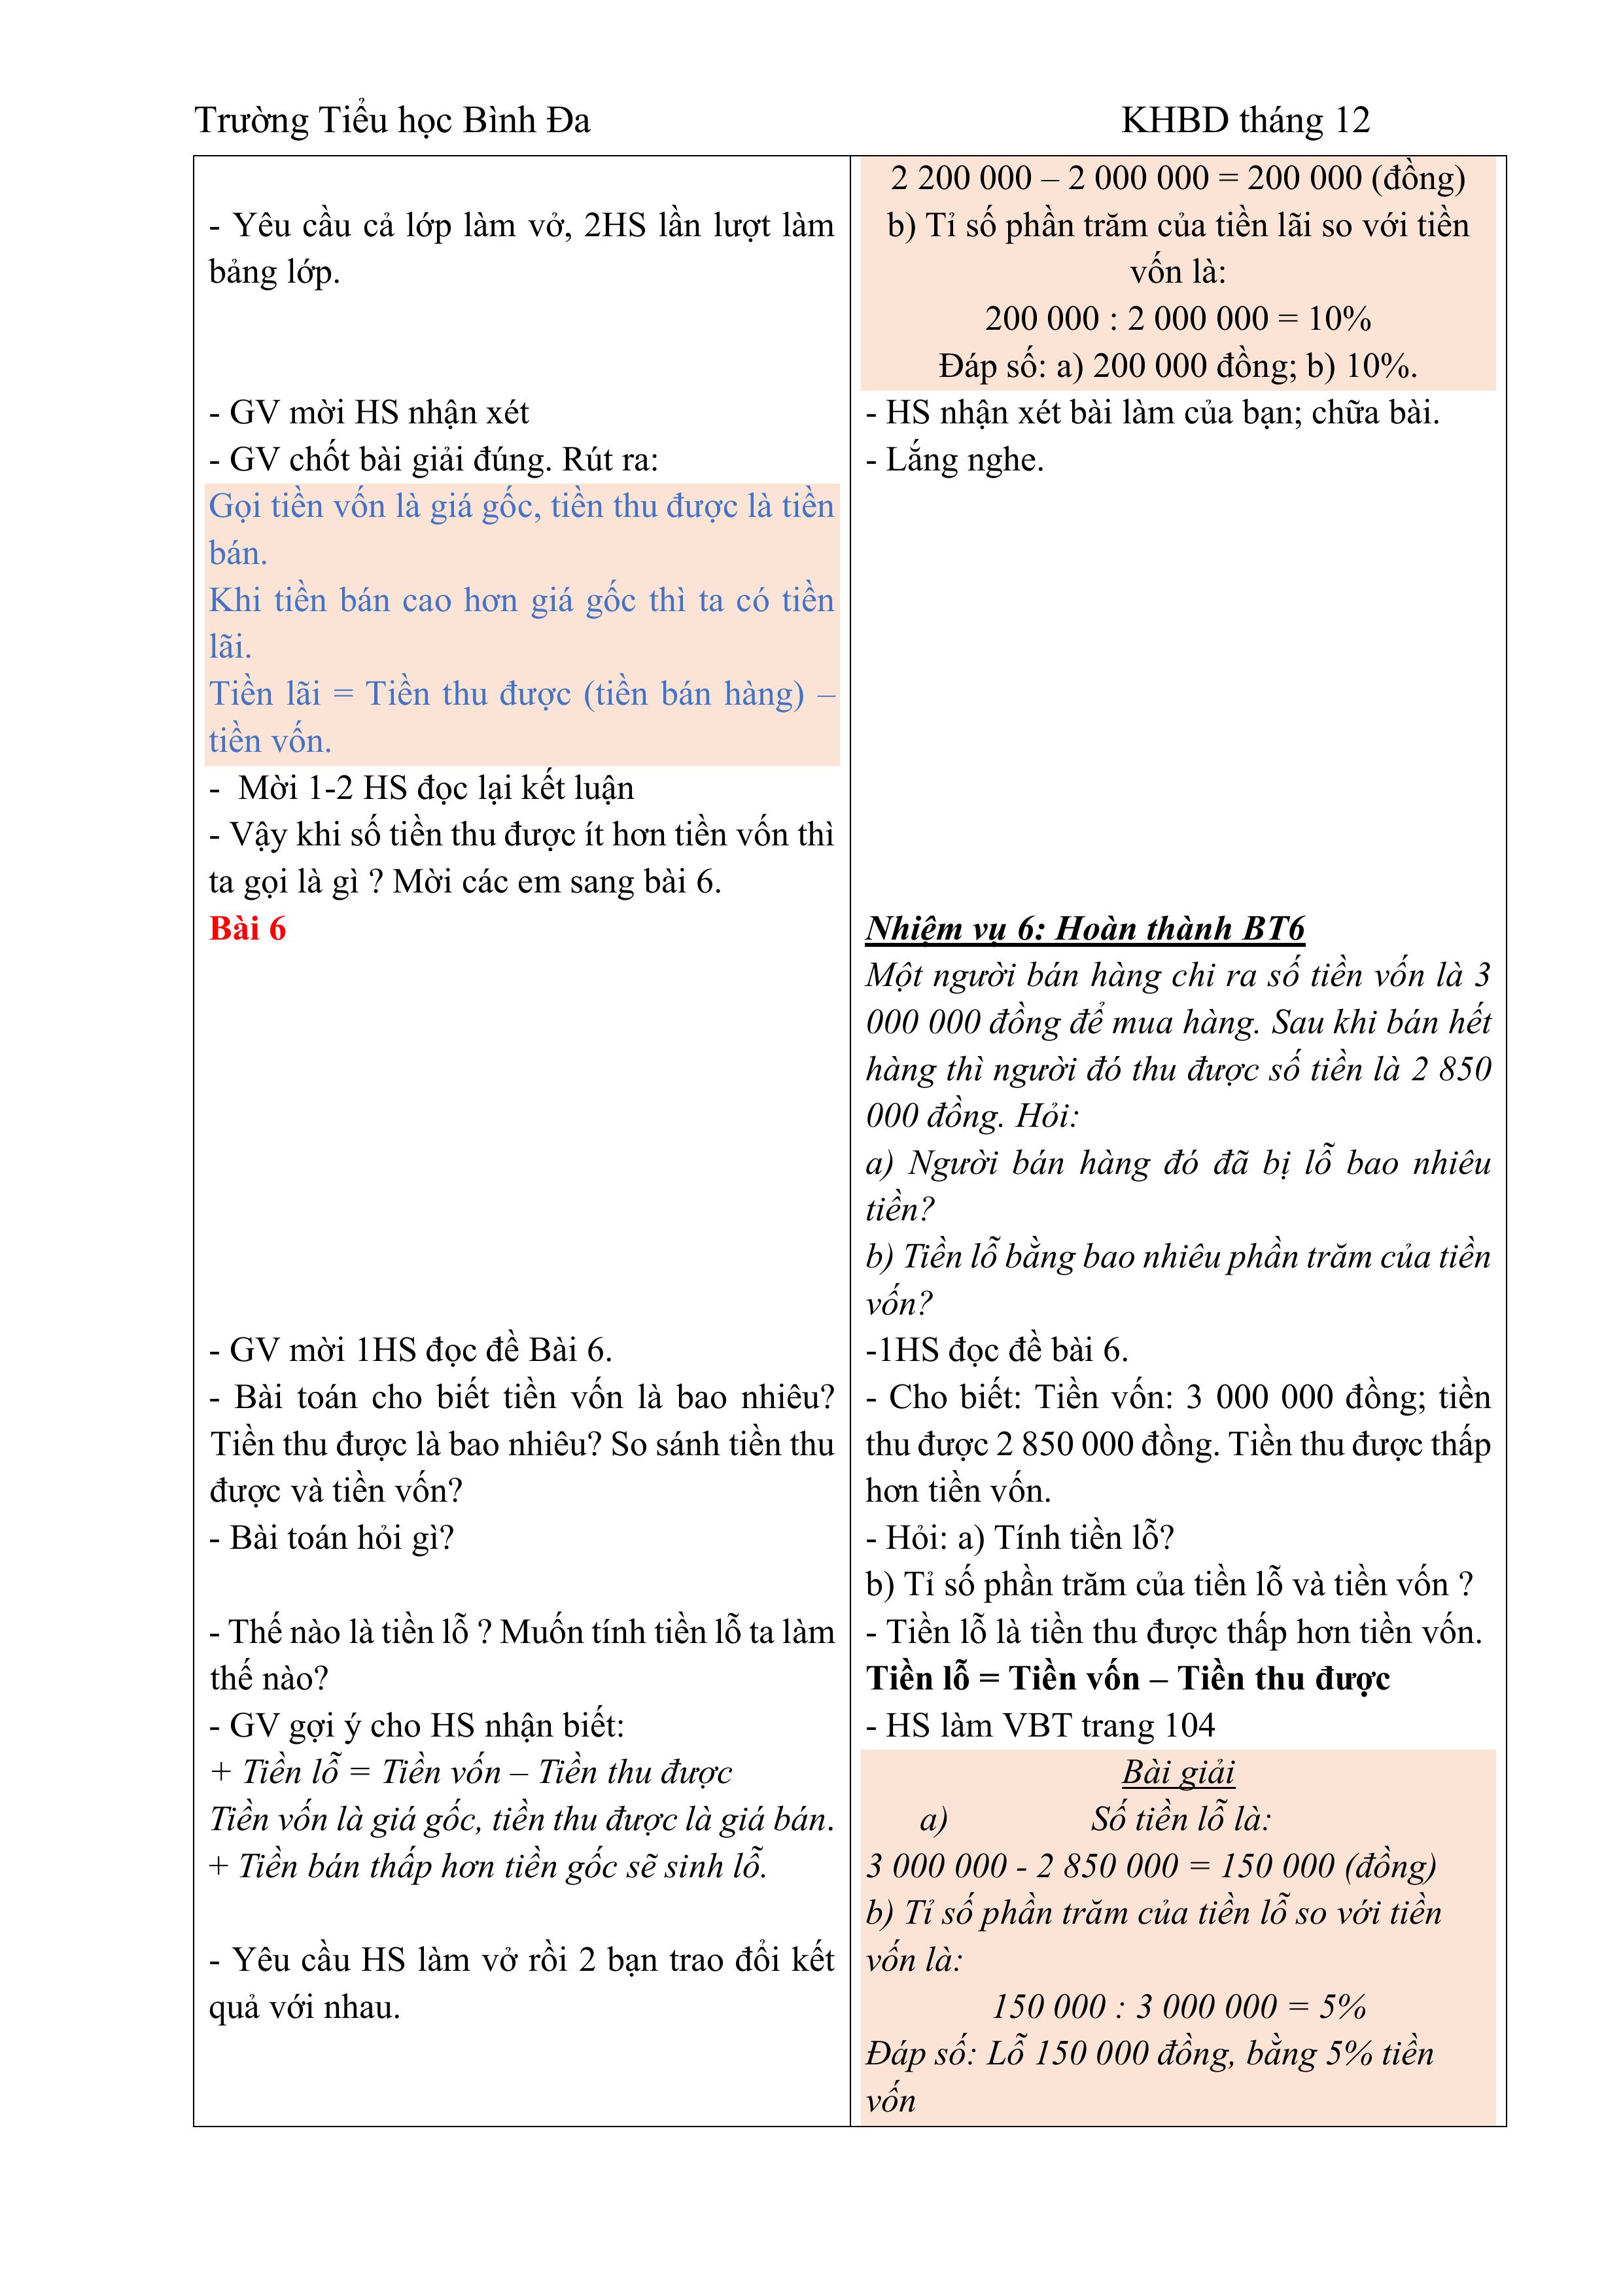 Trường Tiểu học Bình Đa
KHBD tháng 12
- Yêu cầu cả lớp làm vở, 2HS lần lượt làm
bảng lớp.
- GV mời HS nhận xét
- GV chốt bài giải đúng. Rút ra:
Gọi tiền vốn là giá gốc, tiền thu được là tiền
bán.
Khi tiền bán cao hơn giá gốc thì ta có tiền
lãi.
Tiền lãi = Tiền thu được (tiền bán hàng) –
tiền vốn.
- Mời 1-2 HS đọc lại kết luận
- Vậy khi số tiền thu được ít hơn tiền vốn thì
ta gọi là gì ? Mời các em sang bài 6.
Bài 6
- GV mời 1HS đọc đề Bài 6.
- Bài toán cho biết tiền vốn là bao nhiêu?
Tiền thu được là bao nhiêu? So sánh tiền thu
được và tiền vốn?
- Bài toán hỏi gì?
- Thế nào là tiền lỗ ? Muốn tính tiền lỗ ta làm
thế nào?
- GV gợi ý cho HS nhận biết:
+ Tiền lỗ = Tiền vốn – Tiền thu được
Tiền vốn là giá gốc, tiền thu được là giá bán.
+ Tiền bán thấp hơn tiền gốc sẽ sinh lỗ.
- Yêu cầu HS làm vở rồi 2 bạn trao đổi kết
quả với nhau.
2 200 000 – 2 000 000 = 200 000 (đồng)
b) Tỉ số phần trăm của tiền lãi so với tiền
vốn là:
200 000 : 2 000 000 = 10%
Đáp số: a) 200 000 đồng; b) 10%.
- HS nhận xét bài làm của bạn; chữa bài.
- Lắng nghe.
Nhiệm vụ 6: Hoàn thành BT6
Một người bán hàng chi ra số tiền vốn là 3
000 000 đồng để mua hàng. Sau khi bán hết
hàng thì người đó thu được số tiền là 2 850
000 đồng. Hỏi:
a) Người bán hàng đó đã bị lỗ bao nhiêu
tiền?
b) Tiền lỗ bằng bao nhiêu phần trăm của tiền
vốn?
-1HS đọc đề bài 6.
- Cho biết: Tiền vốn: 3 000 000 đồng; tiền
thu được 2 850 000 đồng. Tiền thu được thấp
hơn tiền vốn.
- Hỏi: a) Tính tiền lỗ?
b) Tỉ số phần trăm của tiền lỗ và tiền vốn ?
- Tiền lỗ là tiền thu được thấp hơn tiền vốn.
Tiền lỗ = Tiền vốn – Tiền thu được
- HS làm VBT trang 104
Bài giải
a) Số tiền lỗ là:
3 000 000 - 2 850 000 = 150 000 (đồng)
b) Tỉ số phần trăm của tiền lỗ so với tiền
vốn là:
150 000 : 3 000 000 = 5%
Đáp số: Lỗ 150 000 đồng, bằng 5% tiền
vốn